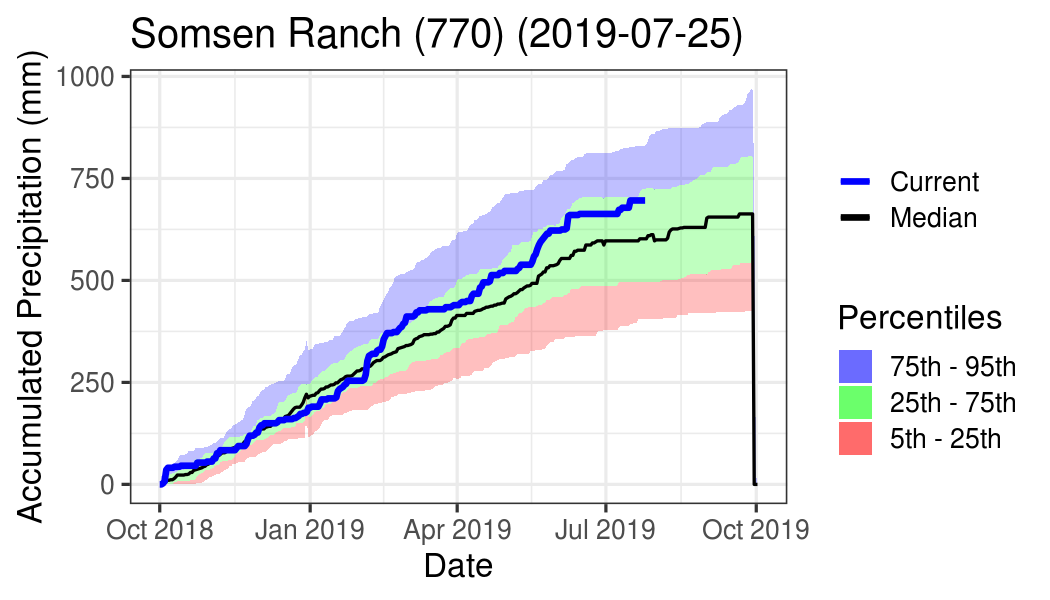 Somsen Ranch (770) (2019-07-25)
Accumulated Precipitation (mm)
1000
750
500
250
0
Oct 2018 Jan 2019 Apr 2019 Jul 2019 Oct 2019
Date
Current
Median
Percentiles
75th - 95th
25th - 75th
5th - 25th